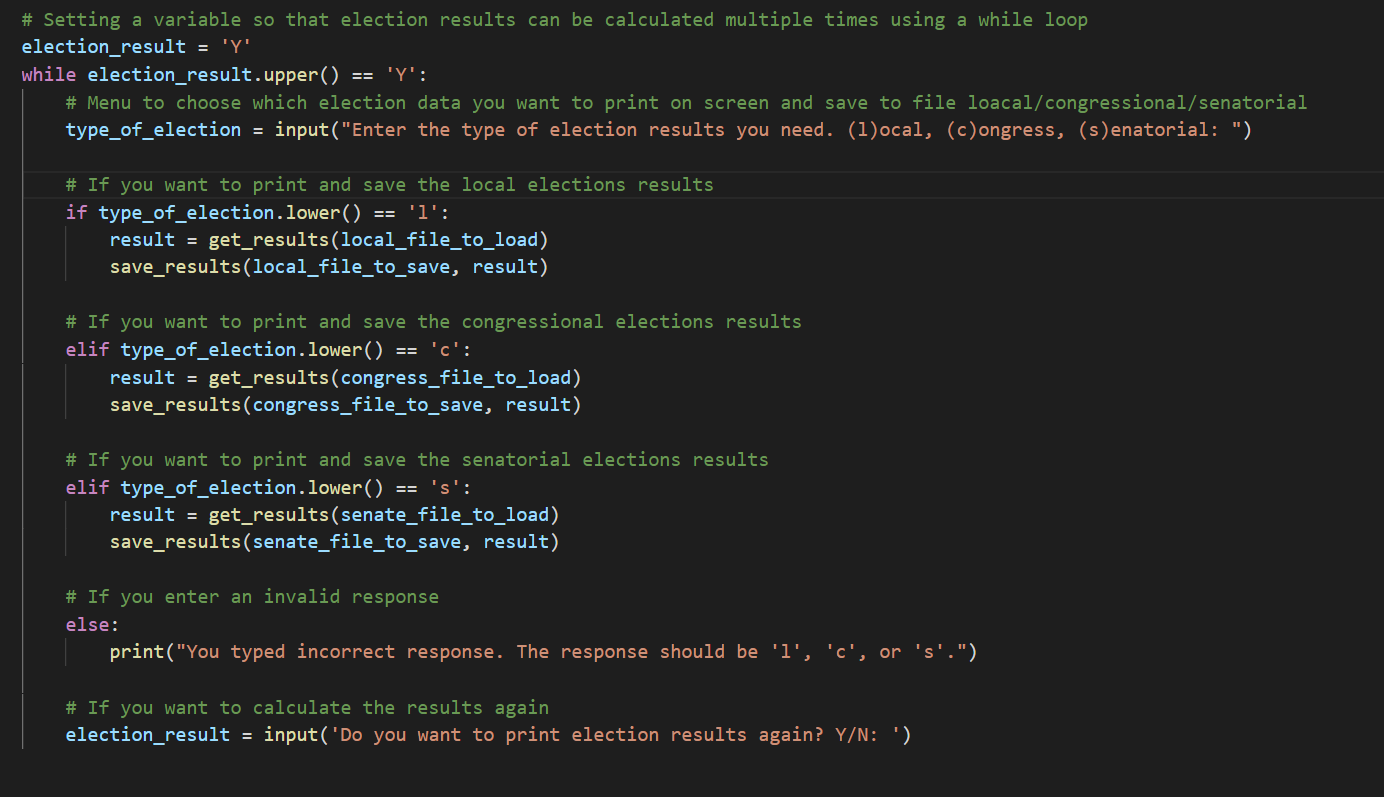 # Setting a variable so that election results can be calculated multiple times using a while loop
election_result = 'Y'
while election_result.upper() == 'Y':
    # Menu to choose which election data you want to print on screen and save to file loacal/congressional/senatorial
    type_of_election = input("Enter the type of election results you need. (l)ocal, (c)ongress, (s)enatorial: ")

    # If you want to print and save the local elections results
    if type_of_election.lower() == 'l':
        result = get_results(local_file_to_load)
        save_results(local_file_to_save, result)

    # If you want to print and save the congressional elections results
    elif type_of_election.lower() == 'c':
        result = get_results(congress_file_to_load)
        save_results(congress_file_to_save, result)

    # If you want to print and save the senatorial elections results
    elif type_of_election.lower() == 's':
        result = get_results(senate_file_to_load)
        save_results(senate_file_to_save, result)

    # If you enter an invalid response
    else:
        print("You typed incorrect response. The response should be 'l', 'c', or 's'.")

    # If you want to calculate the results again
    election_result = input('Do you want to print election results again? Y/N: ')